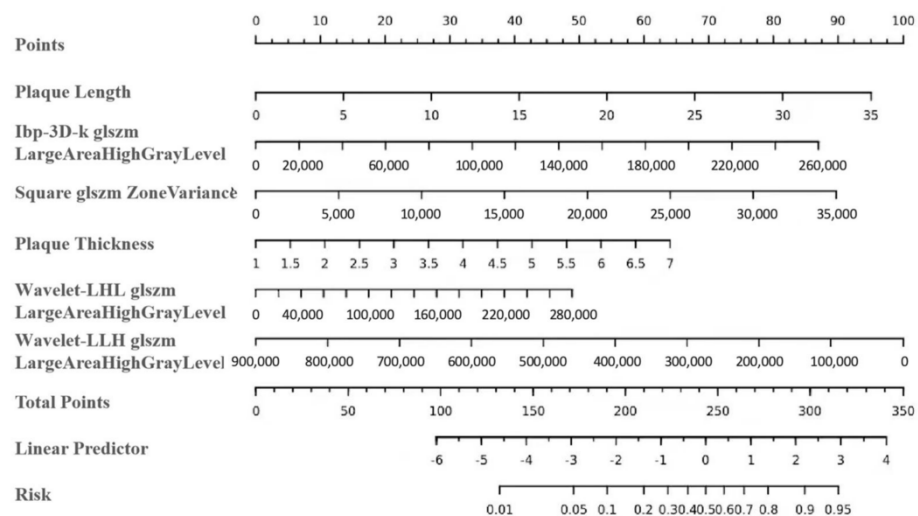 0 10 20 30 40 50 60 70 80 90 100
Points
Plaque Length
0 5 10 15 20 25 30 35
Ibp-3D-k glszm
LargeAreaHighGrayLevel
0 20,000 60,000 100,000 140,000 180,000 220,000 260,000
Square glszm ZoneVariance
0 5,000 10,000 15,000 20,000 25,000 30,000 35,000
Plaque Thickness
1 1.5 2 2.5 3 3.5 4 4.5 5 5.5 6 6.5 7
Wavelet-LHL glszm
LargeAreaHighGrayLevel
0 40,000 100,000 160,000 220,000 280,000
Wavelet-LLH glszm
LargeAreaHighGrayLevel
900,000 800,000 700,000 600,000 500,000 400,000 300,000 200,000 100,000 0
Total Points
0 50 100 150 200 250 300 350
Linear Predictor
-6 -5 -4 -3 -2 -1 0 1 2 3 4
Risk
0.01 0.05 0.1 0.2 0.3 0.4 0.5 0.6 0.7 0.8 0.9 0.95